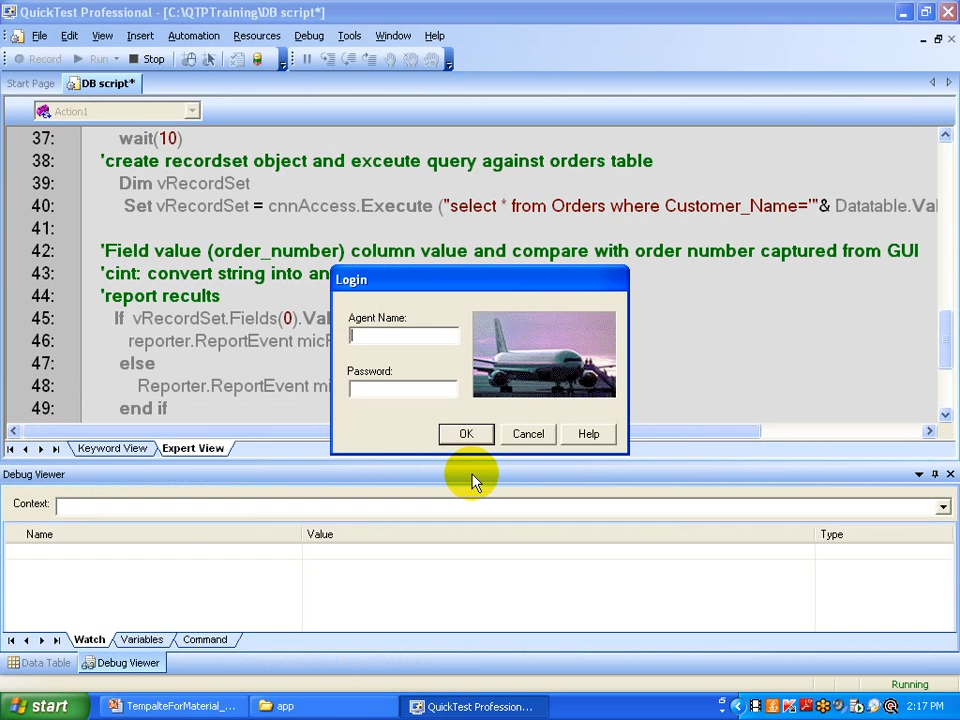 QuickTest Professional - [C:\QTPTraining\DB script*]
File Edit View Insert Automation Resources Debug Tools Window Help
Record Run Stop
Start Page DB script*
Action1
37: wait(10)
38: 'create recordset object and exceute query against orders table
39: Dim vRecordSet
40: Set vRecordSet = cnnAccess.Execute ("select * from Orders where Customer_Name='"& Datatable.Val
41:
42: 'Field value (order_number) column value and compare with order number captured from GUI
43: 'cint: convert string into an
44: 'report recults
45: If vRecordSet.Fields(0).Val
46: reporter.ReportEvent micF
47: else
48: Reporter.ReportEvent mi
49: end if
Login
Agent Name:
Password:
OK Cancel Help
Keyword View Expert View
Debug Viewer
Context:
Name Value Type
Watch Variables Command
Data Table Debug Viewer
Running
start TempalteForMaterial_... app QuickTest Profession... 2:17 PM